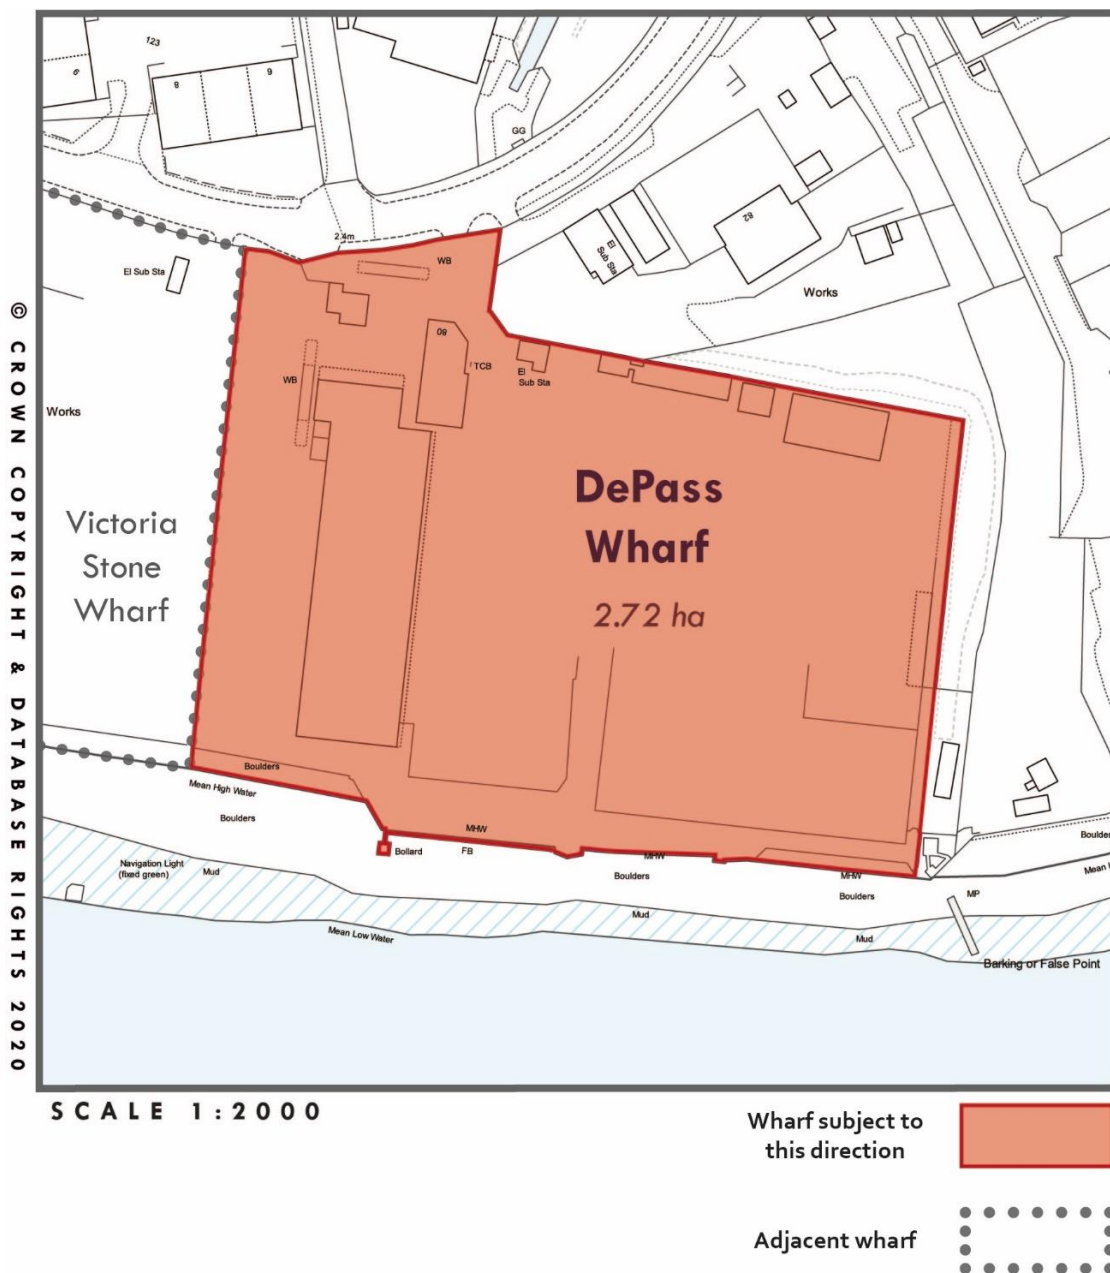 123
6
8
9
GG
2.4m
WB
El Sub Sta
El
Sub Sta
82
Works
80
TCB
El
Sub Sta
WB
Works
DePass
Wharf
2.72 ha
Victoria
Stone
Wharf
© CROWN COPYRIGHT & DATABASE RIGHTS 2020
Boulders
Mean High Water
Boulders
MHW
Bollard
FB
MHW
Boulders
MHW
Boulders
MP
Navigation Light
(fixed green)
Mud
Mud
Mud
Mean Low Water
Barking or False Point
SCALE 1:2000
Wharf subject to
this direction
Adjacent wharf